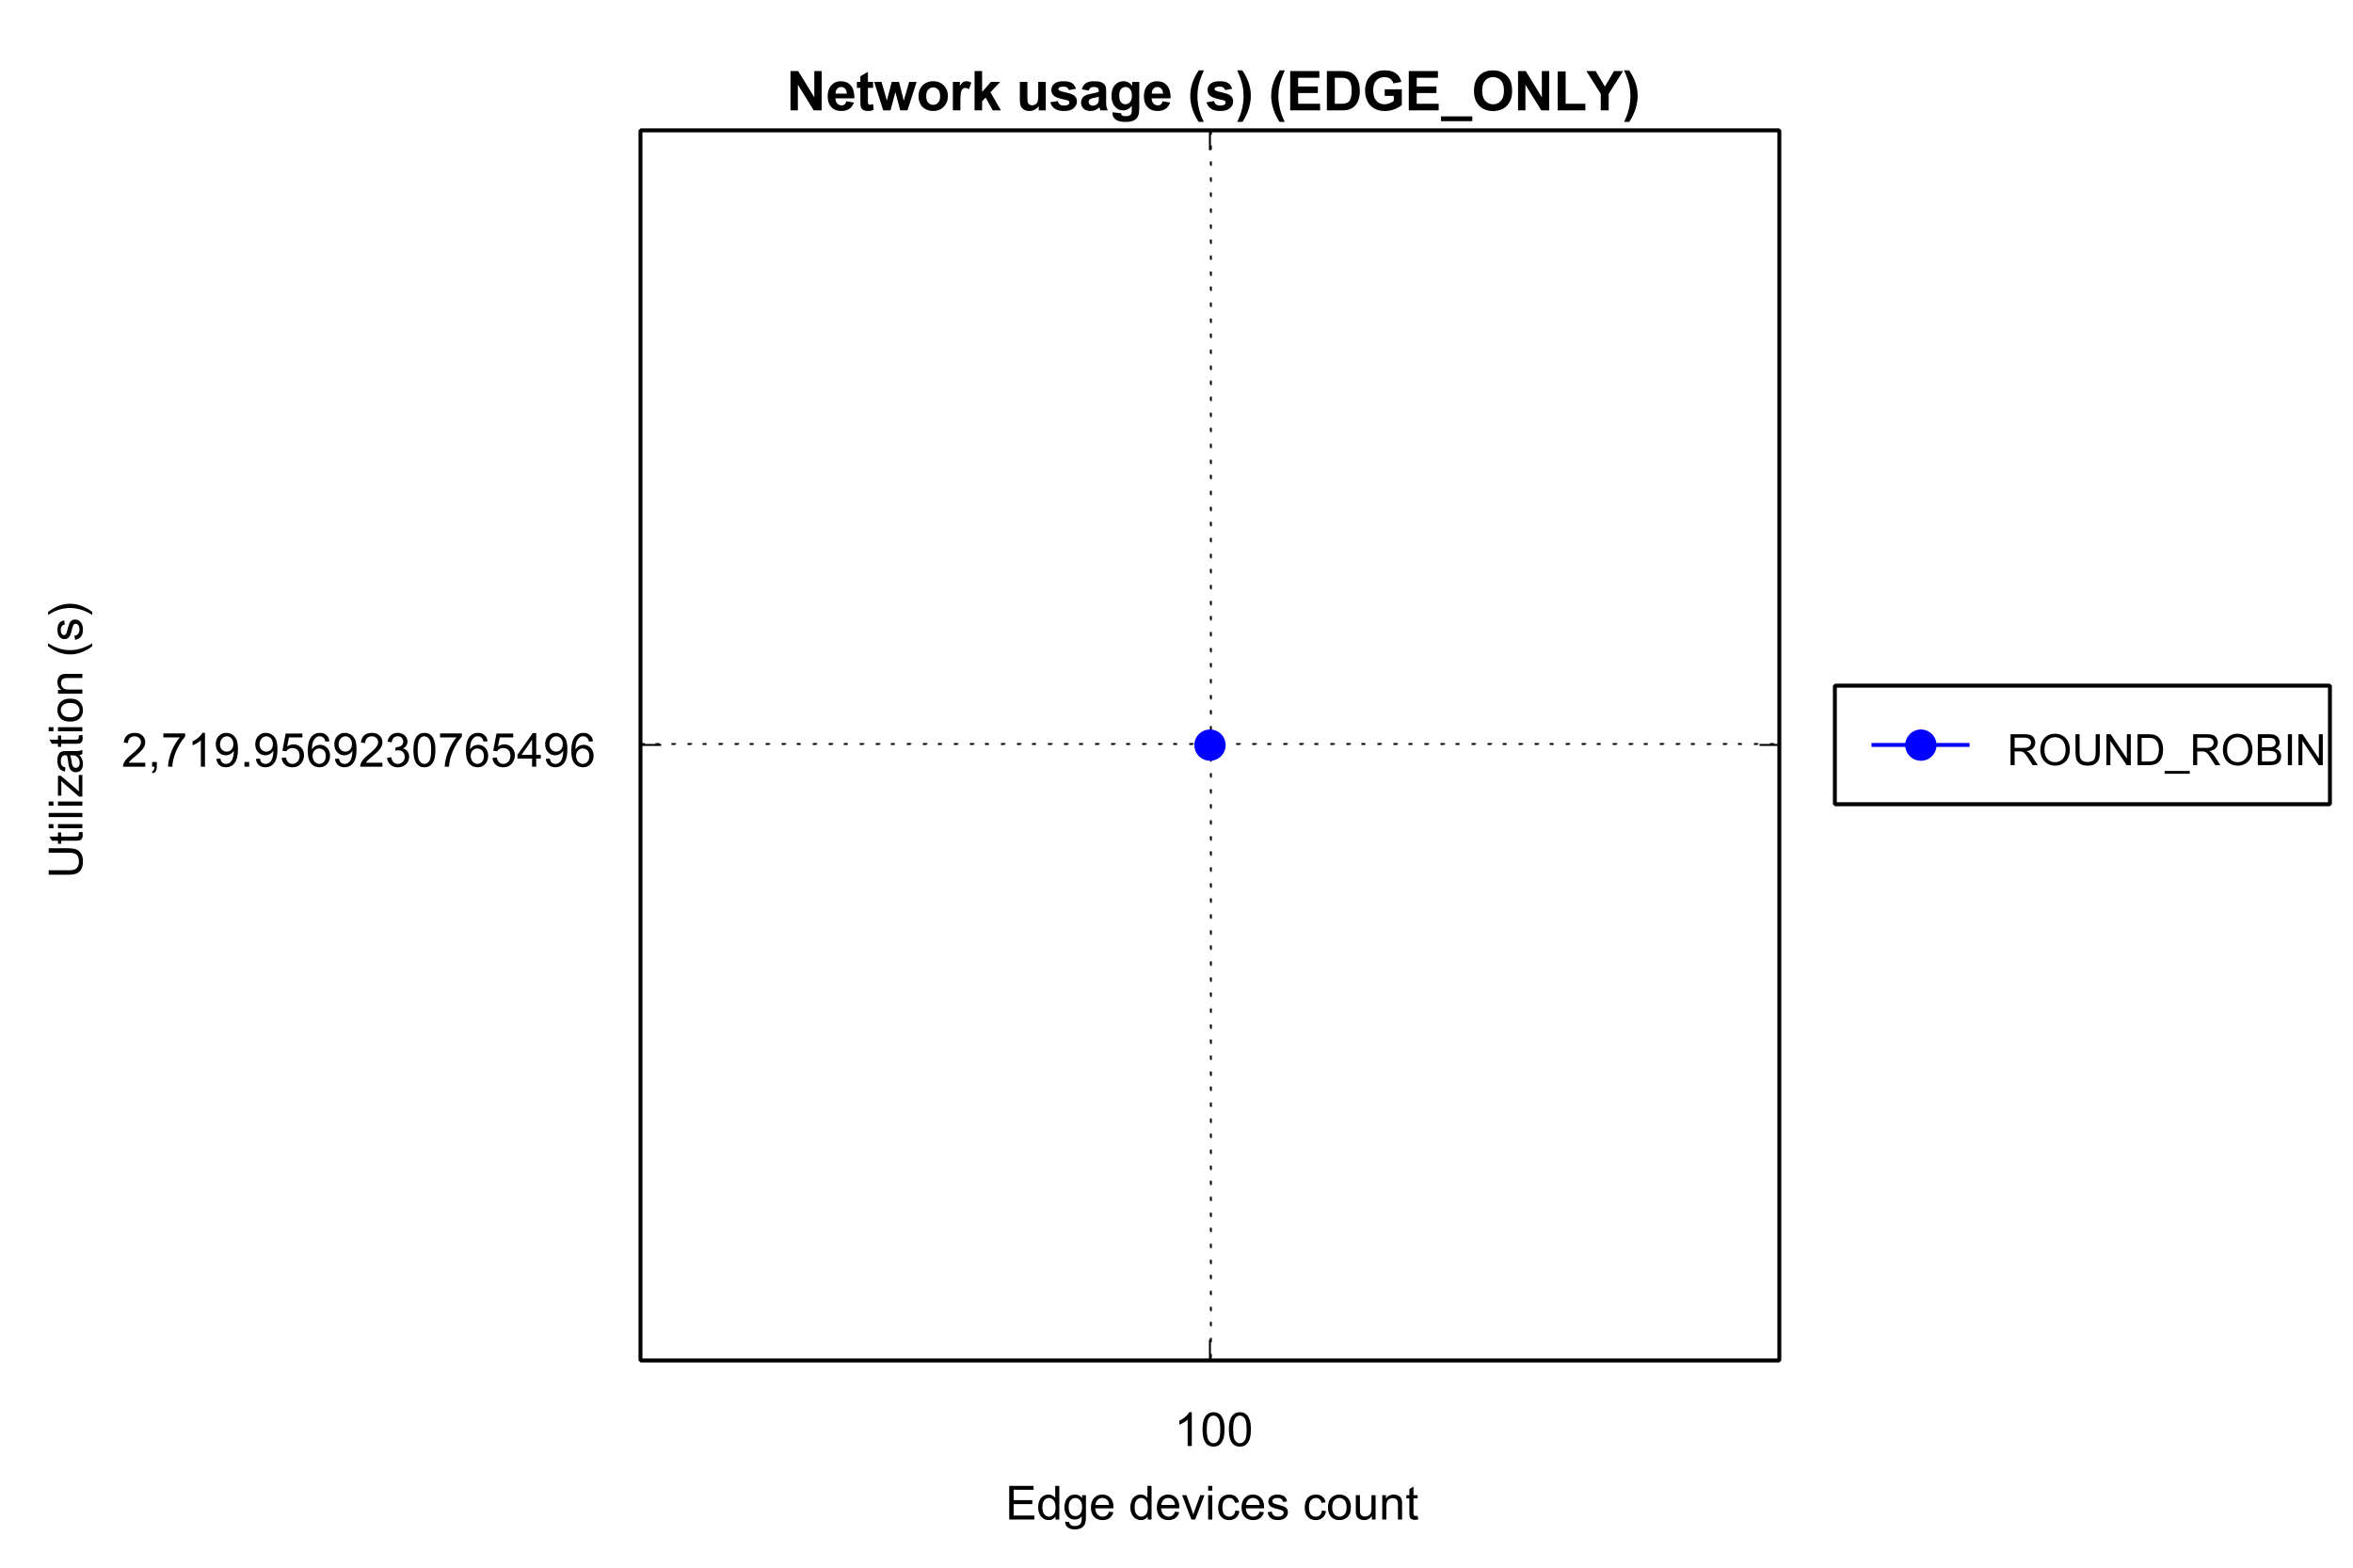 Network usage (s) (EDGE_ONLY)
Utilization (s)
2,719.9569230765496
ROUND_ROBIN
100
Edge devices count